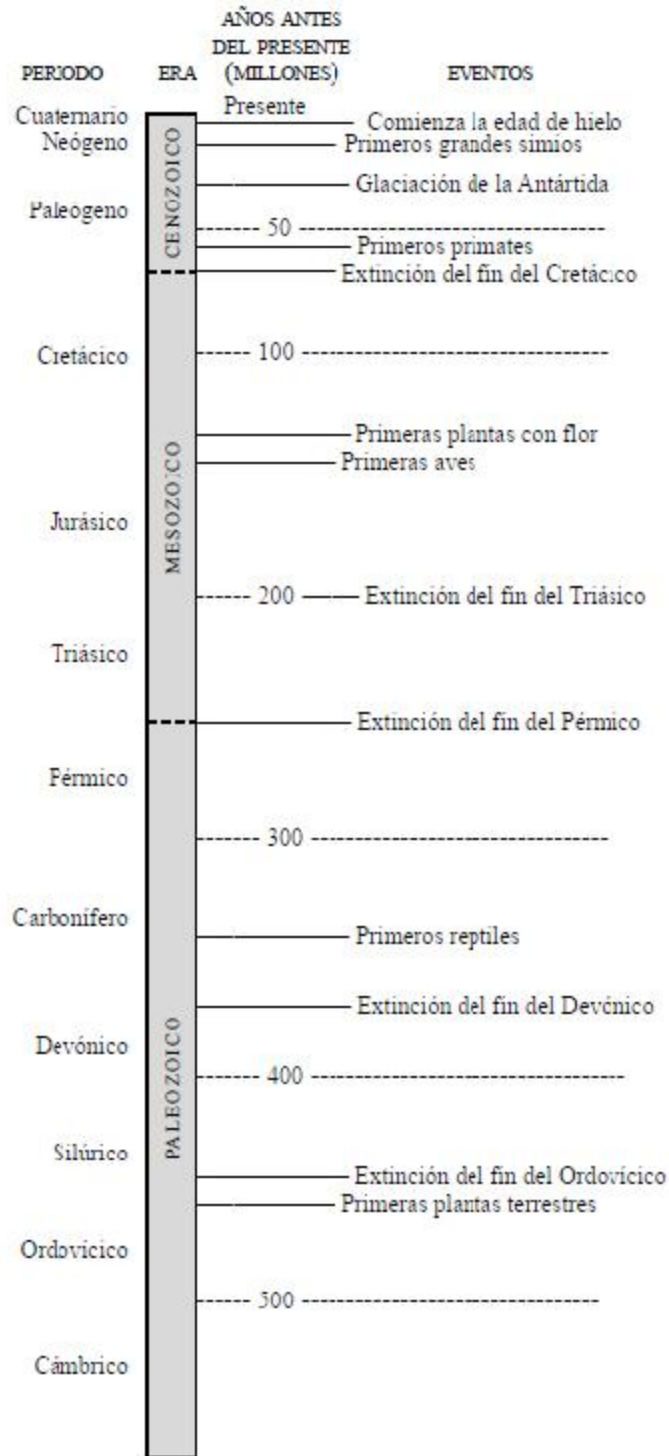 AÑOS ANTES
DEL PRESENTE
PERIODO ERA (MILLONES) EVENTOS
Cuaternario Presente Comienza la edad de hielo
Neógeno Primeros grandes simios
CENOZOICO
Glaciación de la Antártida
Paleógeno
50
Primeros primates
Extinción del fin del Cretácico
Cretácico 100
Primeras plantas con flor
Primeras aves
MESOZOICO
Jurásico
200 Extinción del fin del Triásico
Triásico
Extinción del fin del Pérmico
Pérmico
300
Carbonífero
Primeros reptiles
Extinción del fin del Devónico
Devónico
PALEOZOICO
400
Silúrico
Extinción del fin del Ordovícico
Primeras plantas terrestres
Ordovícico
500
Cámbrico